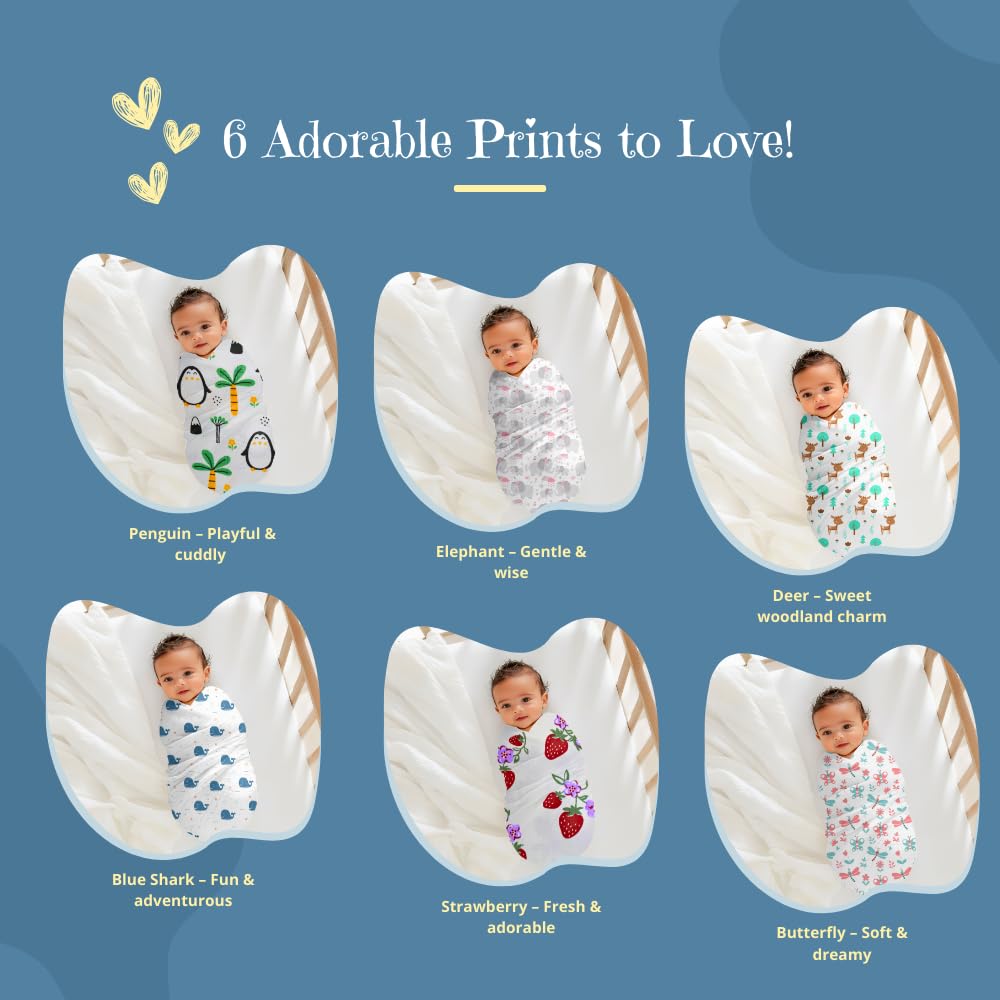 6 Adorable Prints to Love!
Penguin – Playful &
cuddly
Elephant – Gentle &
wise
Deer – Sweet
woodland charm
Blue Shark – Fun &
adventurous
Strawberry – Fresh &
adorable
Butterfly – Soft &
dreamy